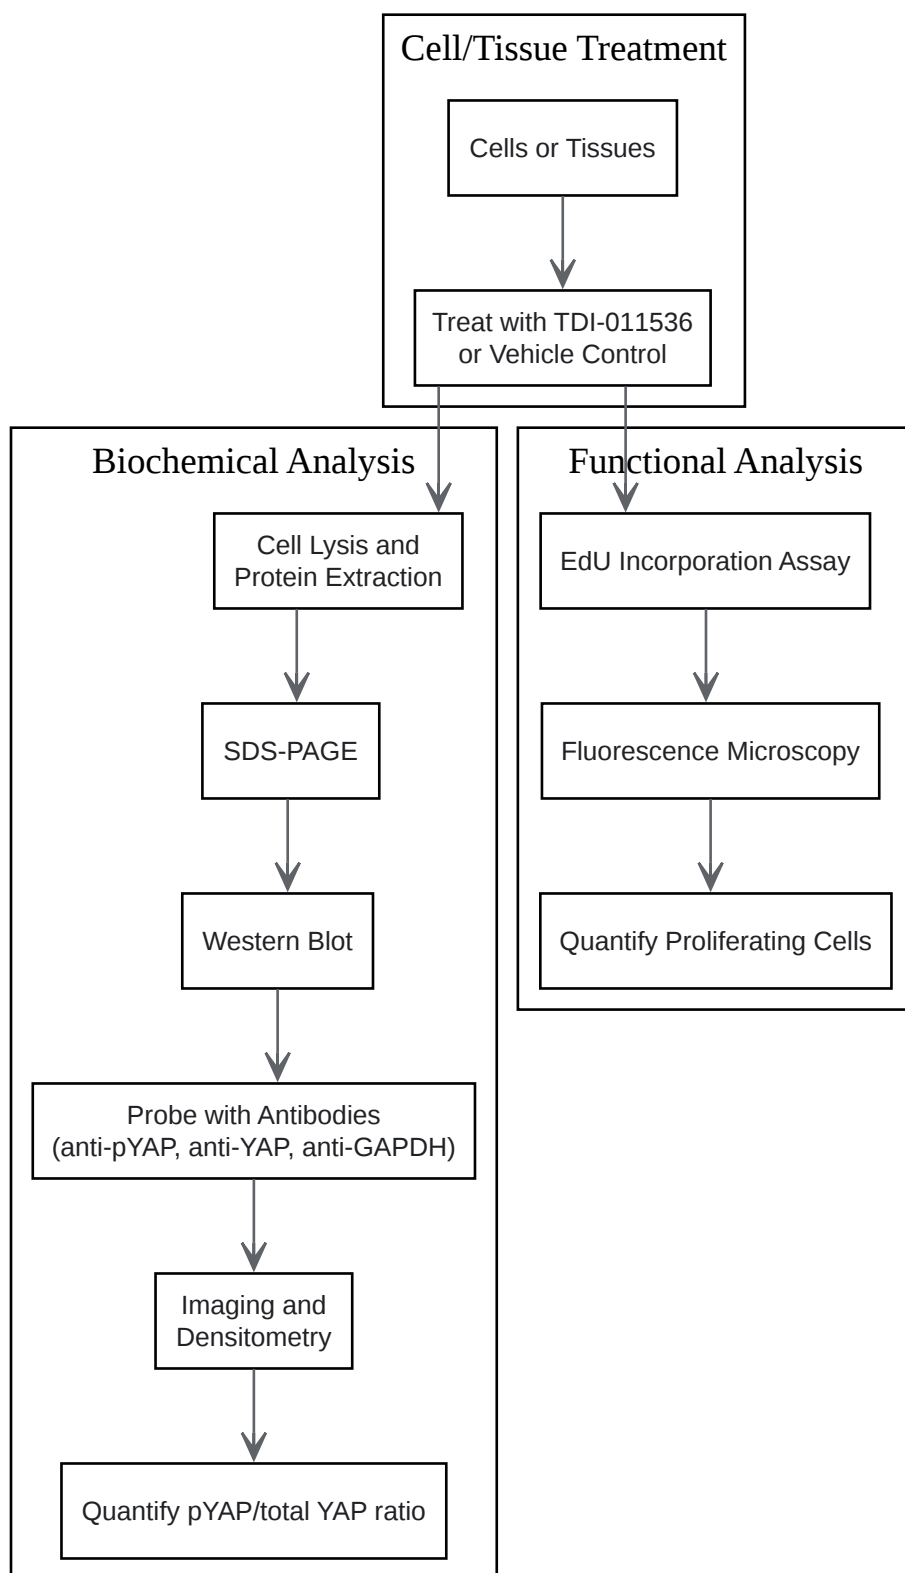 Cell/Tissue Treatment
Cells or Tissues
Treat with TDI-011536
or Vehicle Control
Biochemical Analysis
Cell Lysis and
Protein Extraction
SDS-PAGE
Western Blot
Probe with Antibodies
(anti-pYAP, anti-YAP, anti-GAPDH)
Imaging and
Densitometry
Quantify pYAP/total YAP ratio
Functional Analysis
EdU Incorporation Assay
Fluorescence Microscopy
Quantify Proliferating Cells